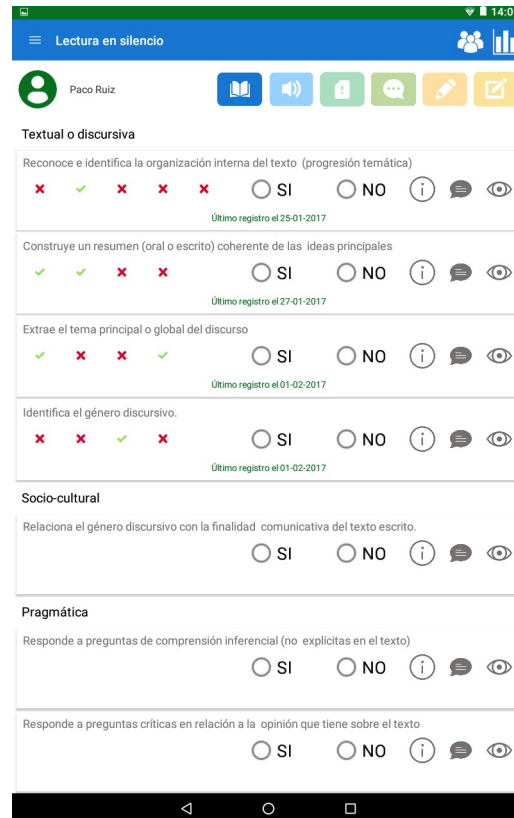 14:0
Lectura en silencio
Paco Ruiz
Textual o discursiva
Reconoce e identifica la organización interna del texto (progresión temática)
SI NO
Último registro el 25-01-2017
Construye un resumen (oral o escrito) coherente de las ideas principales
SI NO
Último registro el 27-01-2017
Extrae el tema principal o global del discurso
SI NO
Último registro el 01-02-2017
Identifica el género discursivo.
SI NO
Último registro el 01-02-2017
Socio-cultural
Relaciona el género discursivo con la finalidad comunicativa del texto escrito.
SI NO
Pragmática
Responde a preguntas de comprensión inferencial (no explícitas en el texto)
SI NO
Responde a preguntas críticas en relación a la opinión que tiene sobre el texto
SI NO